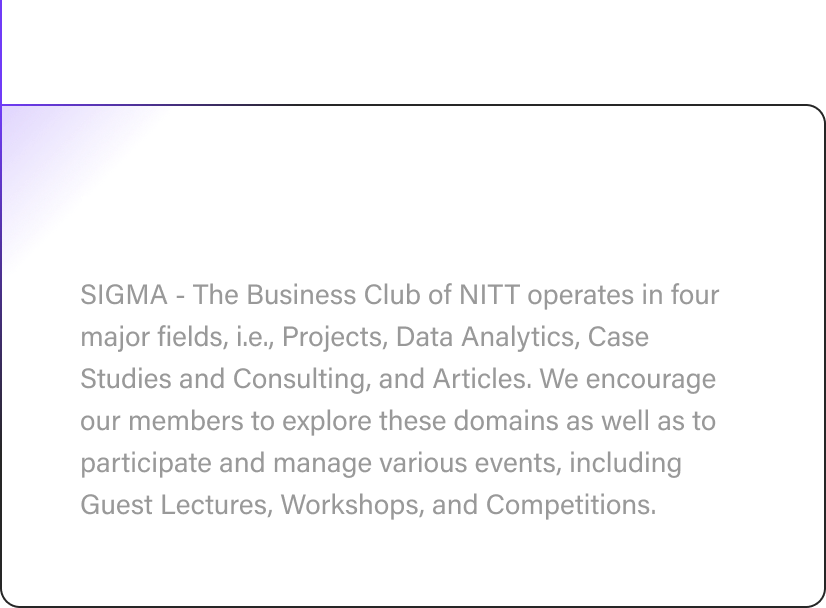 SIGMA - The Business Club of NITT operates in four
major fields, i.e., Projects, Data Analytics, Case
Studies and Consulting, and Articles. We encourage
our members to explore these domains as well as to
participate and manage various events, including
Guest Lectures, Workshops, and Competitions.